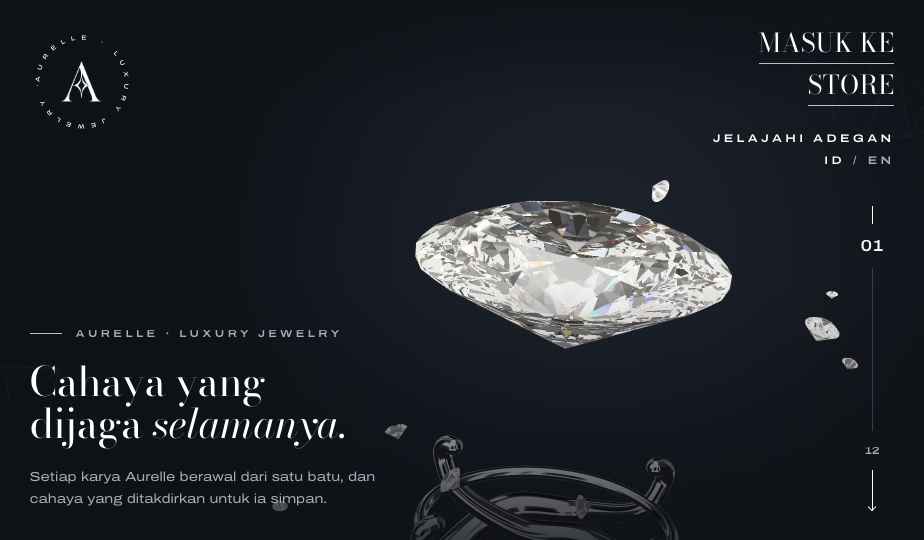 AURELLE · LUXURY JEWELRY ·
A
MASUK KE
STORE
JELAJAHI ADEGAN
ID / EN
01
12
AURELLE · LUXURY JEWELRY
Cahaya yang
dijaga selamanya.
Setiap karya Aurelle berawal dari satu batu, dan
cahaya yang ditakdirkan untuk ia simpan.